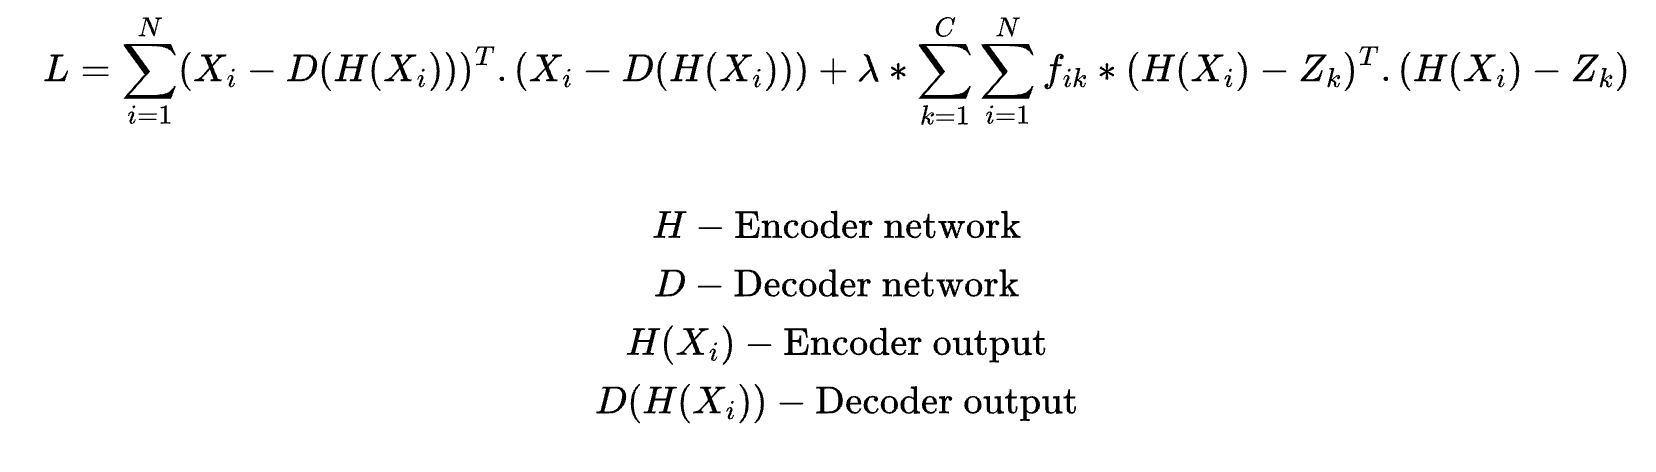 L = \sum_{i=1}^{N} (X_i - D(H(X_i)))^T . (X_i - D(H(X_i))) + \lambda * \sum_{k=1}^{C} \sum_{i=1}^{N} f_{ik} * (H(X_i) - Z_k)^T . (H(X_i) - Z_k)
H – Encoder network
D – Decoder network
H(X_i) – Encoder output
D(H(X_i)) – Decoder output